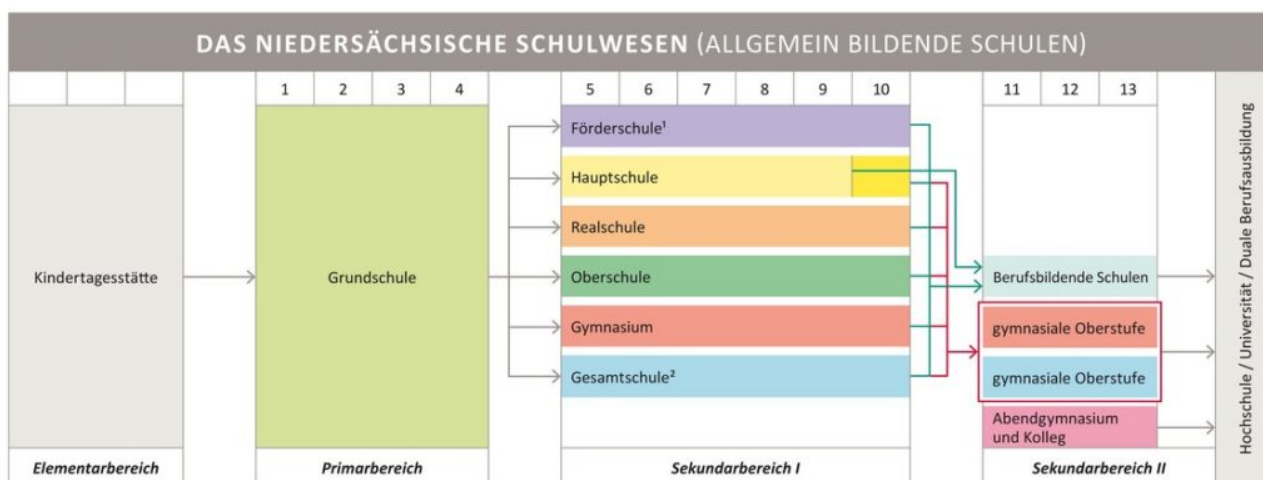 DAS NIEDERSÄCHSISCHE SCHULWESEN (ALLGEMEIN BILDENDE SCHULEN)
1 2 3 4 5 6 7 8 9 10 11 12 13
Kindertagesstätte
Grundschule
Förderschule¹
Hauptschule
Realschule
Oberschule
Gymnasium
Gesamtschule²
Berufsbildende Schulen
gymnasiale Oberstufe
gymnasiale Oberstufe
Abendgymnasium
und Kolleg
Hochschule / Universität / Duale Berufsausbildung
Elementarbereich
Primarbereich
Sekundarbereich I
Sekundarbereich II